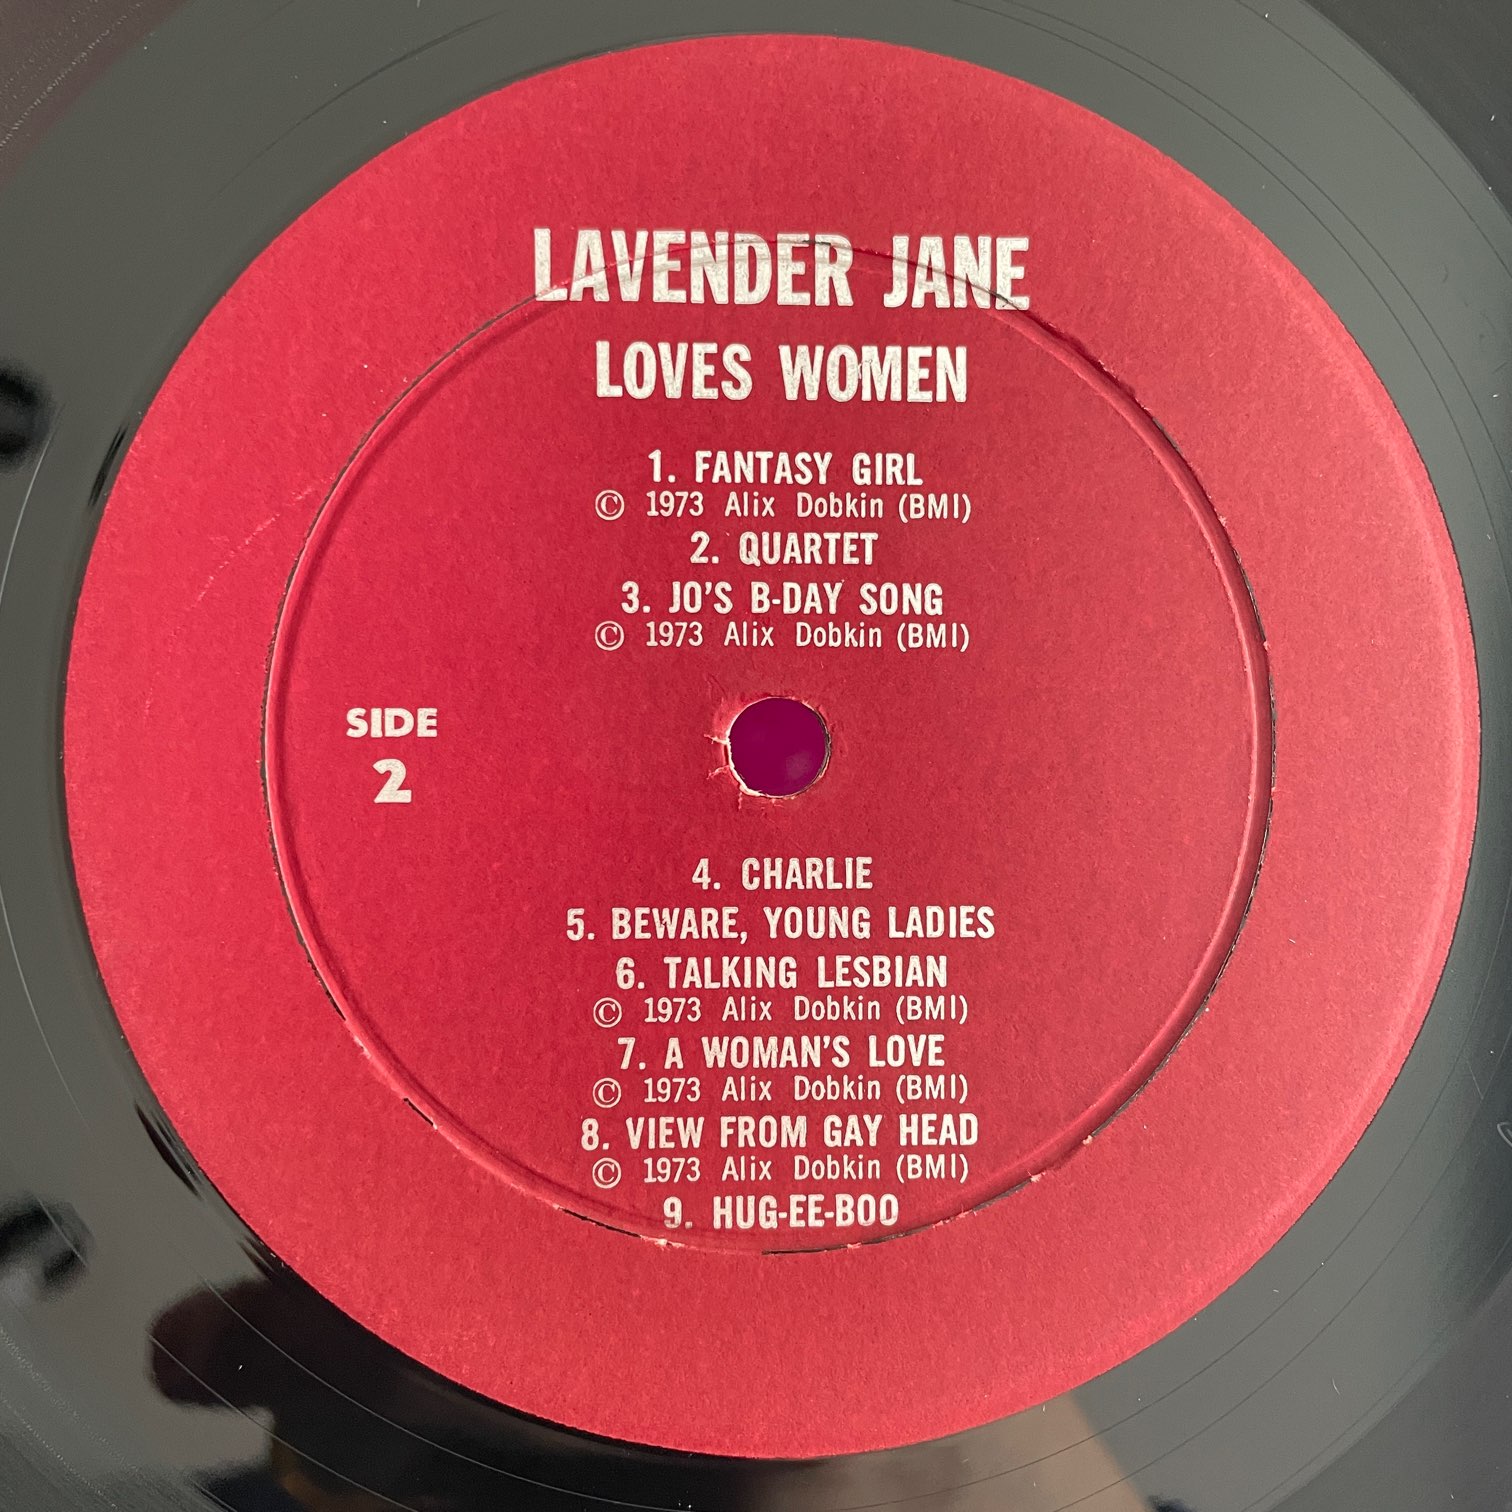 LAVENDER JANE
LOVES WOMEN
1. FANTASY GIRL
© 1973 Alix Dobkin (BMI)
2. QUARTET
3. JO'S B-DAY SONG
© 1973 Alix Dobkin (BMI)
SIDE
2
4. CHARLIE
5. BEWARE, YOUNG LADIES
6. TALKING LESBIAN
© 1973 Alix Dobkin (BMI)
7. A WOMAN'S LOVE
© 1973 Alix Dobkin (BMI)
8. VIEW FROM GAY HEAD
© 1973 Alix Dobkin (BMI)
9. HUG-EE-BOO